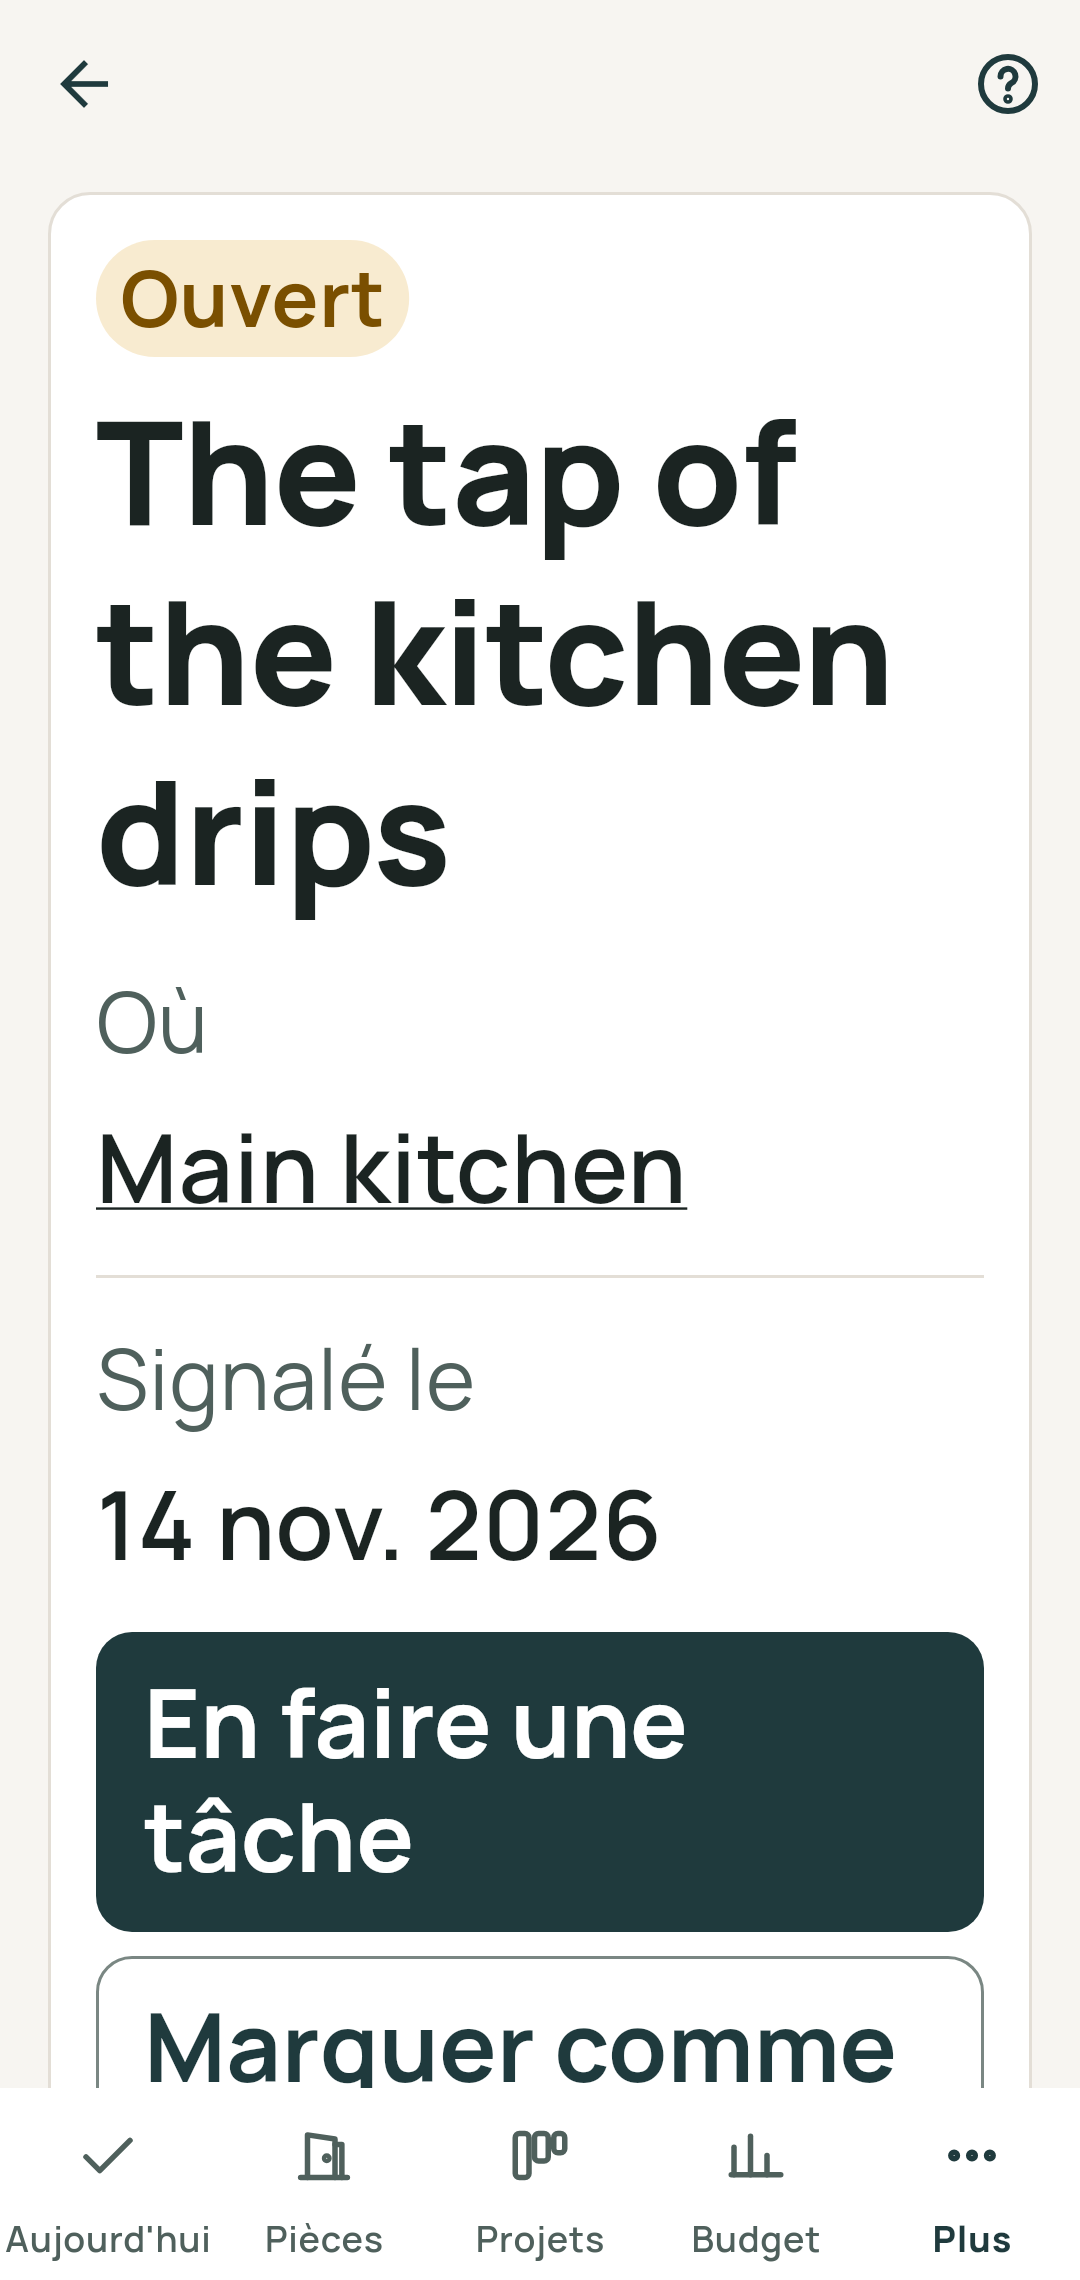 Ouvert
The tap of
the kitchen
drips
Où
Main kitchen
Signalé le
14 nov. 2026
En faire une
tâche
Marquer comme
Aujourd'hui
Pièces
Projets
Budget
Plus